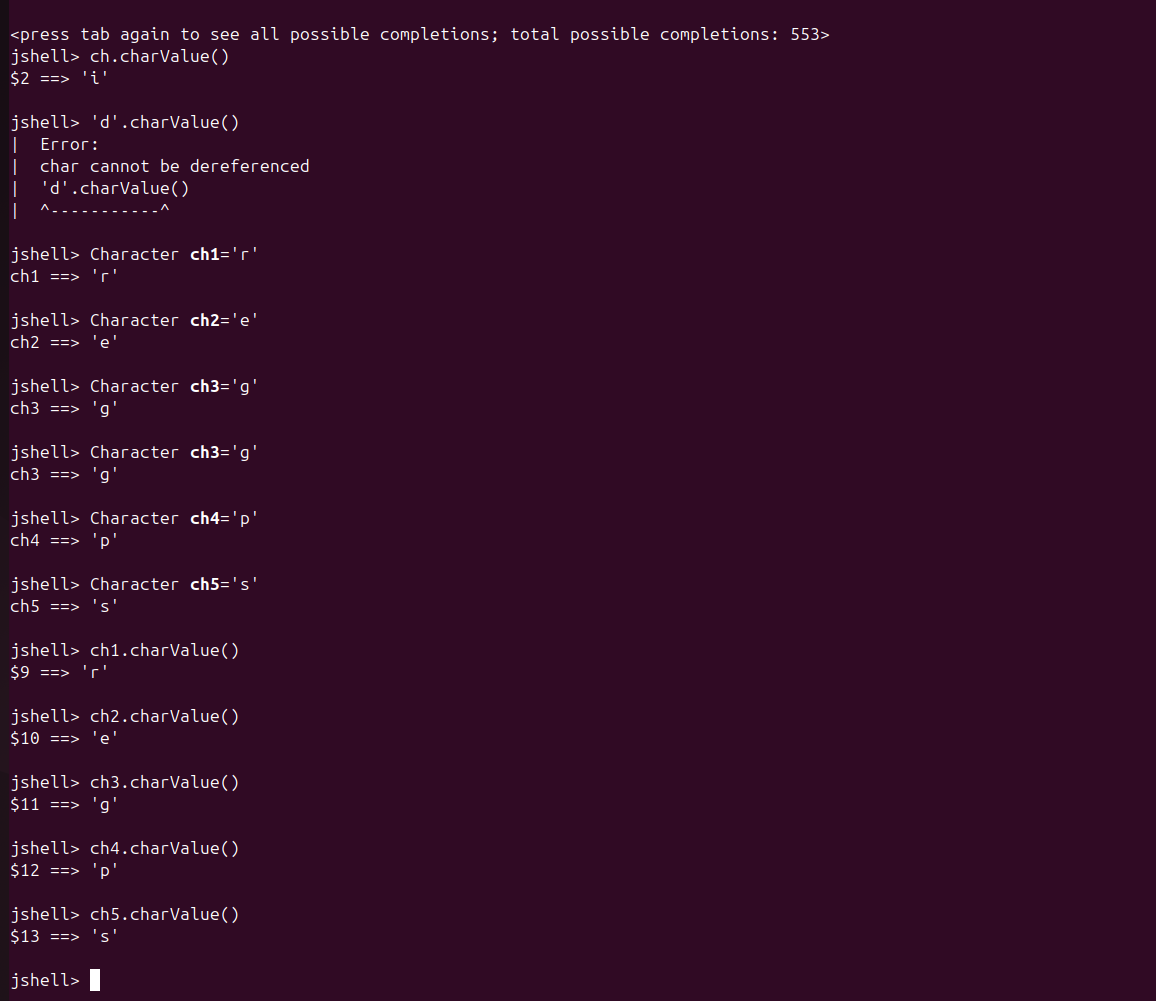 <press tab again to see all possible completions; total possible completions: 553>
jshell> ch.charValue()
$2 ==> 'i'
jshell> 'd'.charValue()
|  Error:
|  char cannot be dereferenced
|  'd'.charValue()
|  ^-----------^
jshell> Character ch1='r'
ch1 ==> 'r'
jshell> Character ch2='e'
ch2 ==> 'e'
jshell> Character ch3='g'
ch3 ==> 'g'
jshell> Character ch3='g'
ch3 ==> 'g'
jshell> Character ch4='p'
ch4 ==> 'p'
jshell> Character ch5='s'
ch5 ==> 's'
jshell> ch1.charValue()
$9 ==> 'r'
jshell> ch2.charValue()
$10 ==> 'e'
jshell> ch3.charValue()
$11 ==> 'g'
jshell> ch4.charValue()
$12 ==> 'p'
jshell> ch5.charValue()
$13 ==> 's'
jshell>